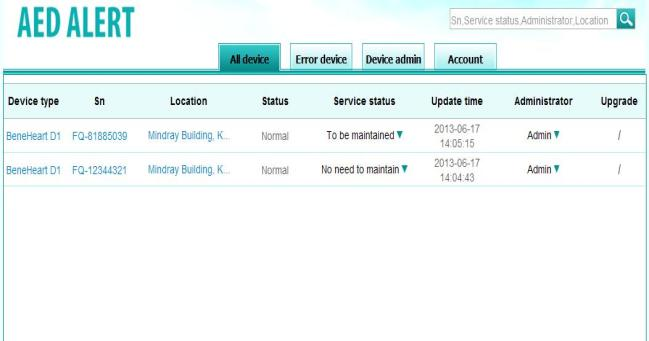 AED ALERT
Sn,Service status,Administrator,Location
All device Error device Device admin Account
Device type Sn Location Status Service status Update time Administrator Upgrade
BeneHeart D1 FQ-81885039 Mindray Building, K... Normal To be maintained ▼ 2013-06-17 14:05:15 Admin ▼ /
BeneHeart D1 FQ-12344321 Mindray Building, K... Normal No need to maintain ▼ 2013-06-17 14:04:43 Admin ▼ /